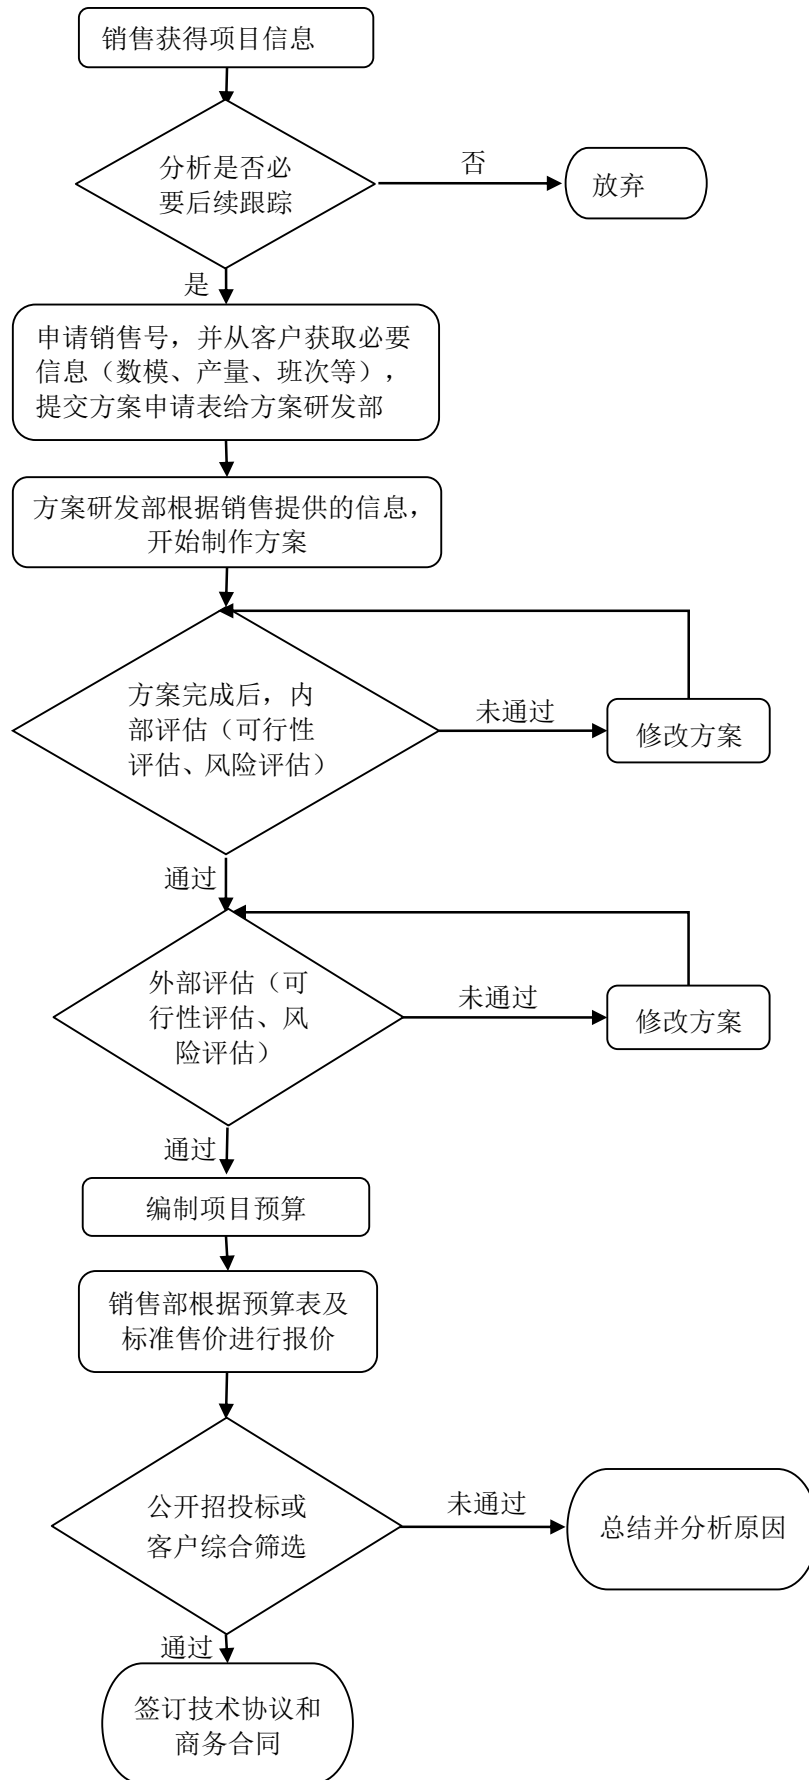 销售获得项目信息
分析是否必
要后续跟踪
否
放弃
是
申请销售号，并从客户获取必要
信息（数模、产量、班次等），
提交方案申请表给方案研发部
方案研发部根据销售提供的信息，
开始制作方案
方案完成后，内
部评估（可行性
评估、风险评估）
未通过
修改方案
通过
外部评估（可
行性评估、风
险评估）
未通过
修改方案
通过
编制项目预算
销售部根据预算表及
标准售价进行报价
公开招投标或
客户综合筛选
未通过
总结并分析原因
通过
签订技术协议和
商务合同